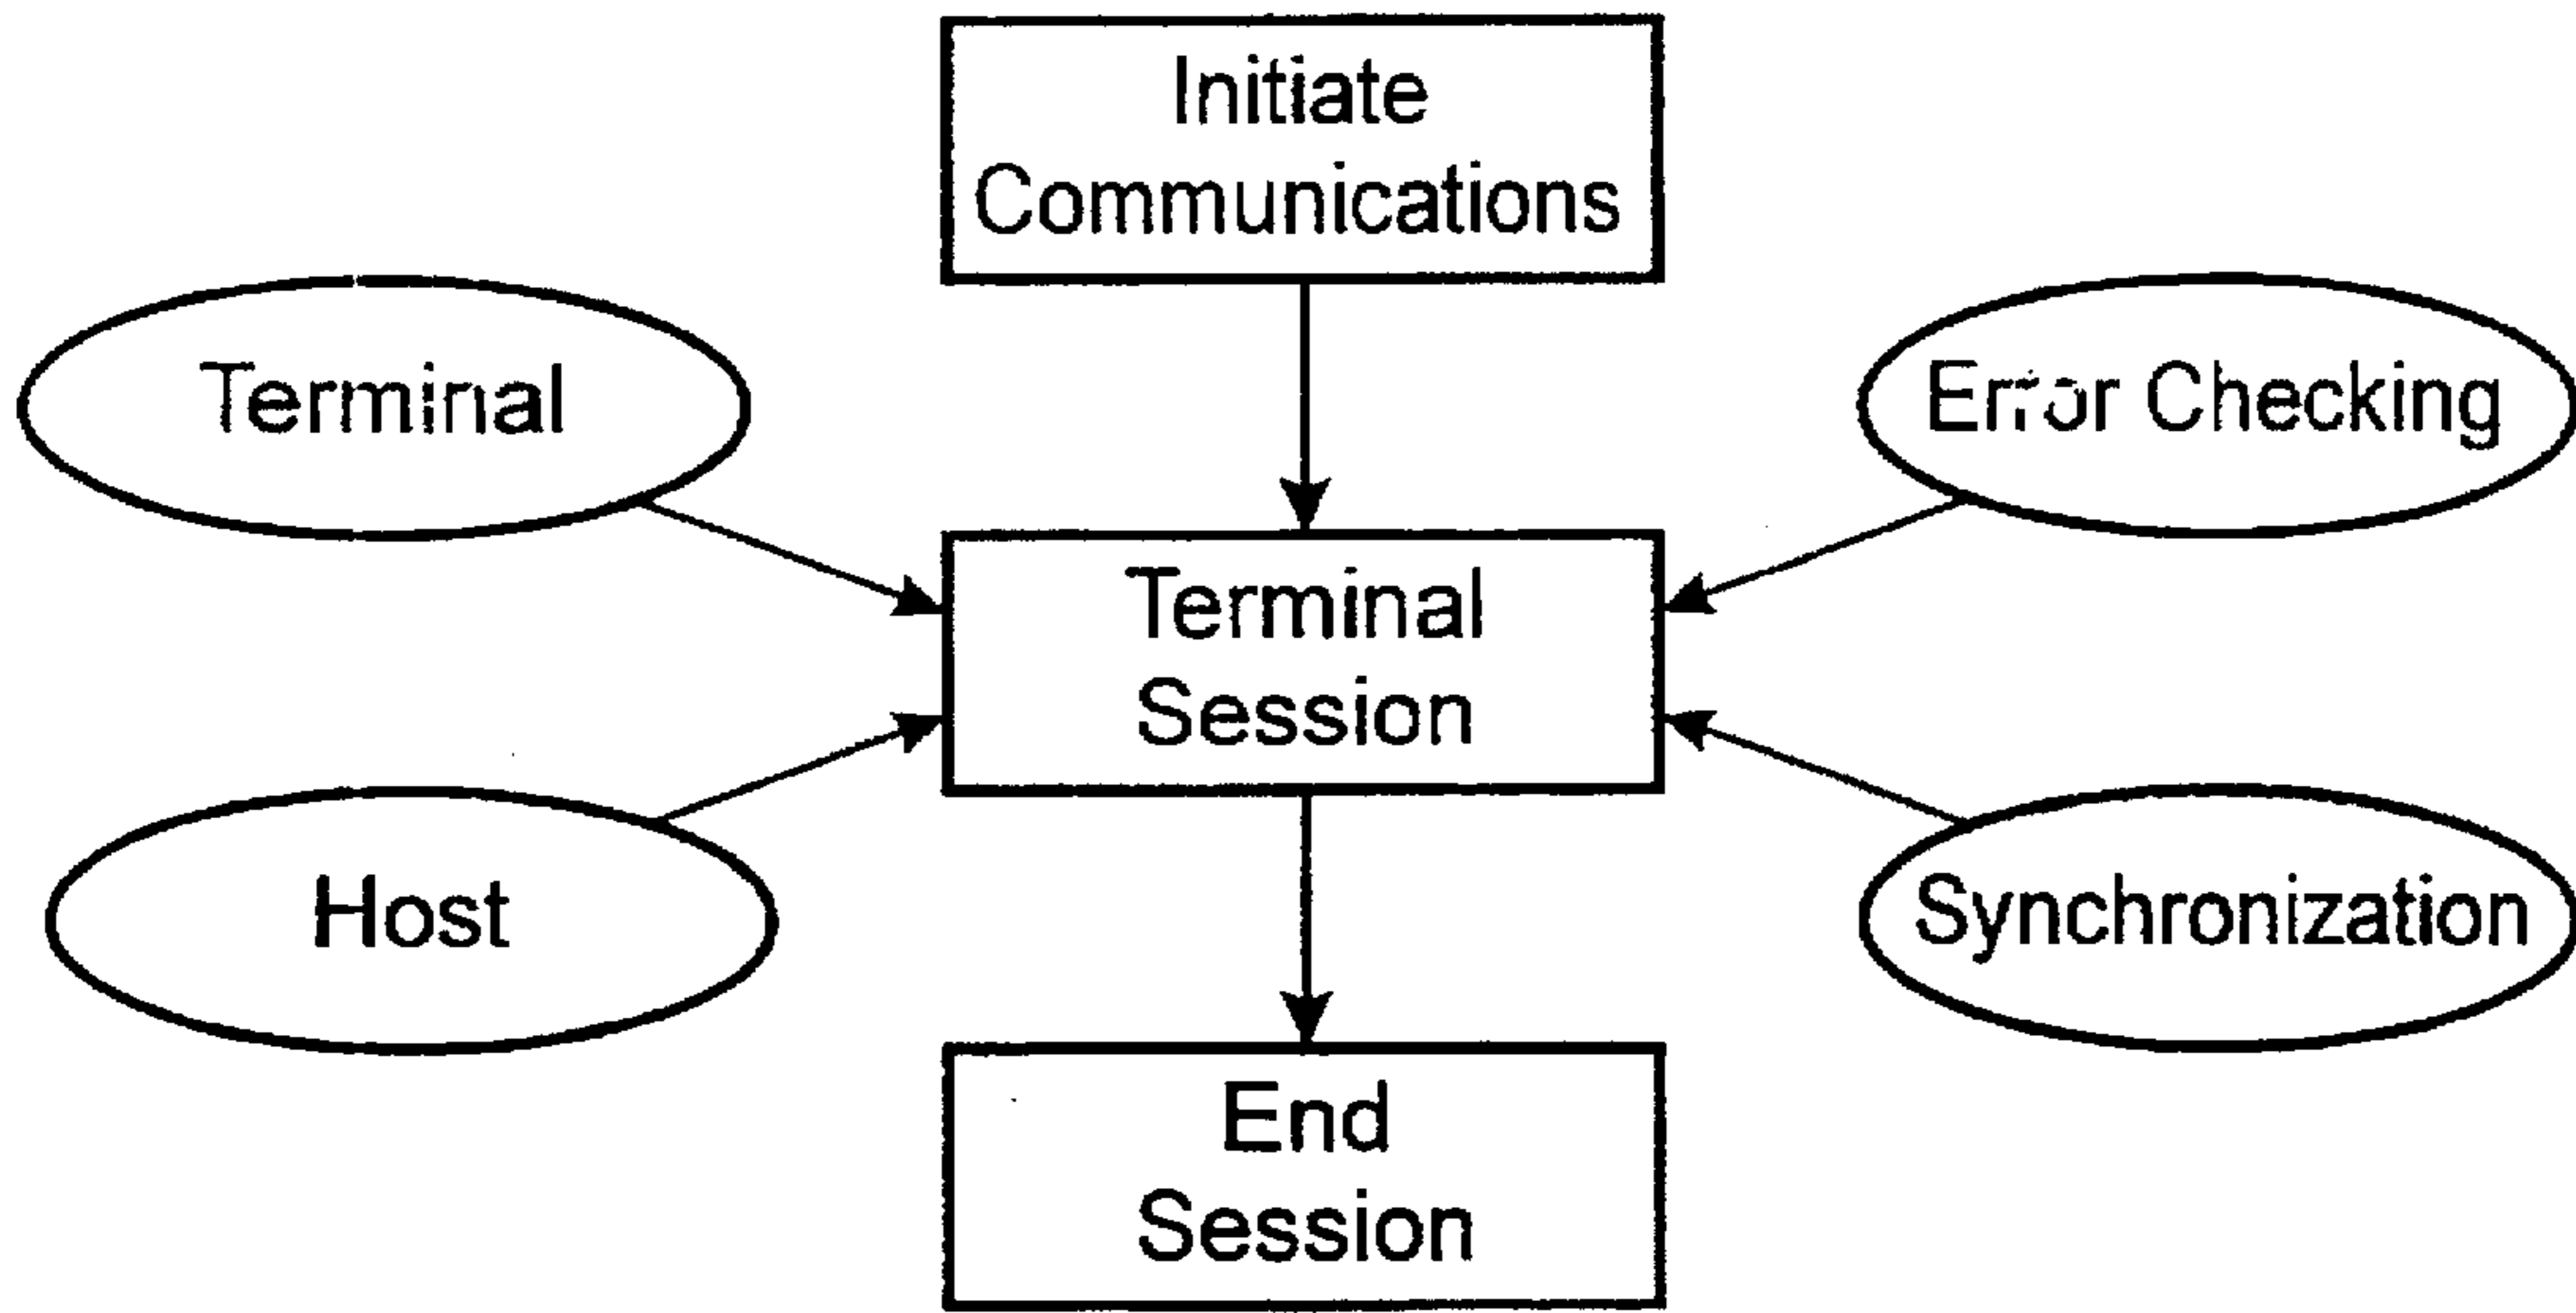 Initiate
Communications
Terminal
Error Checking
Terminal
Session
Host
Synchronization
End
Session